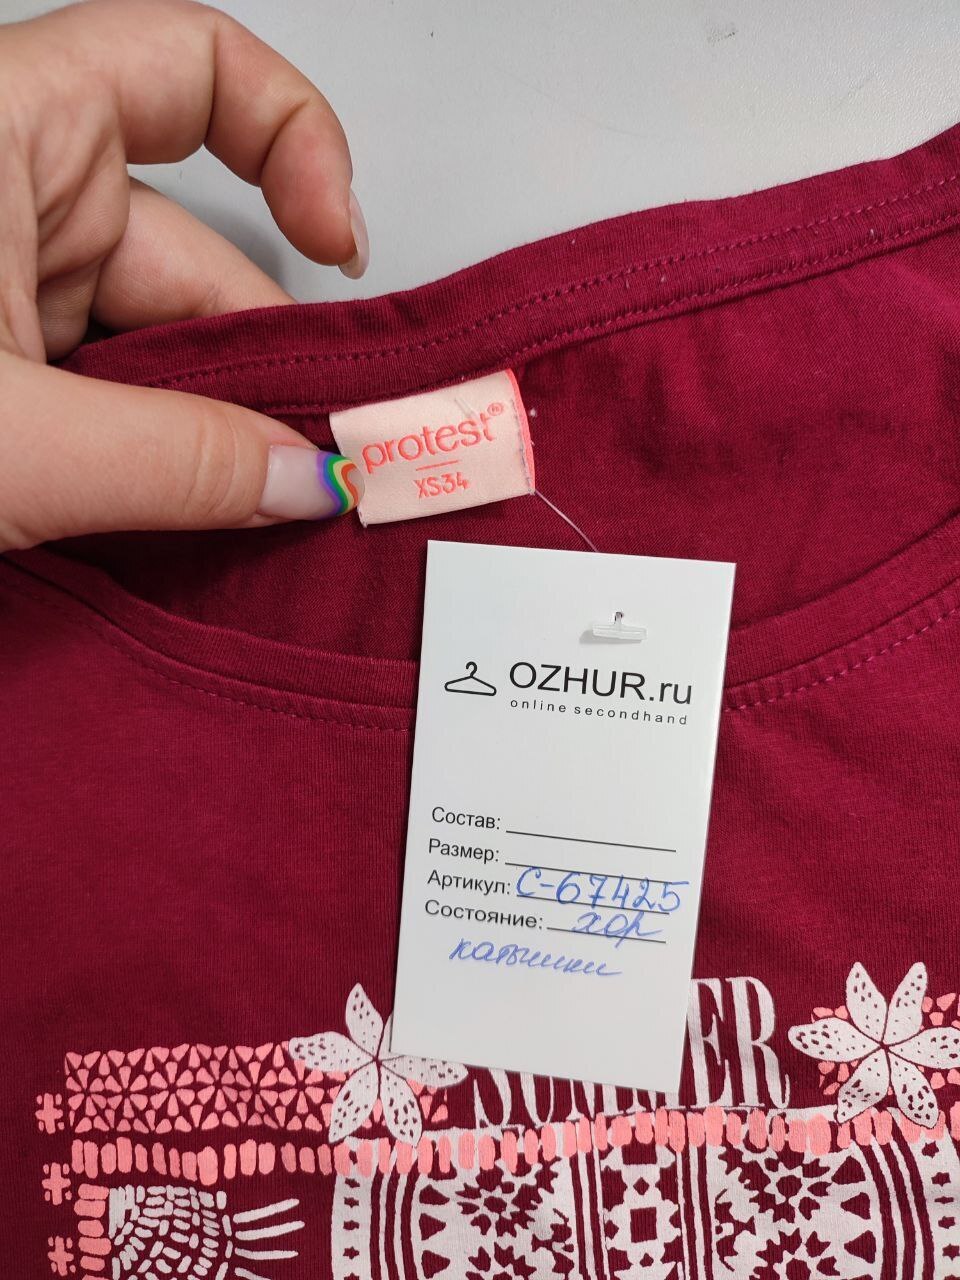 protest®
XS34
OZHUR.ru
online secondhand
Состав:
Размер:
Артикул: С-67425
Состояние: хор
катышки
SUMMER